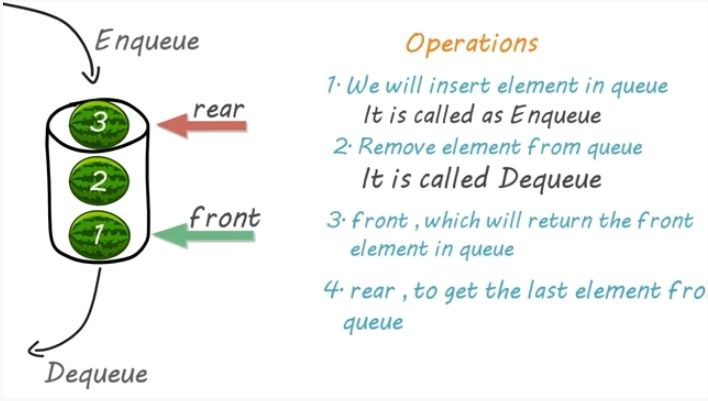 Enqueue
rear
3
2
front
1
Dequeue
Operations
1. We will insert element in queue
It is called as Enqueue
2. Remove element from queue
It is called Dequeue
3. front , which will return the front
element in queue
4. rear , to get the last element fro
queue